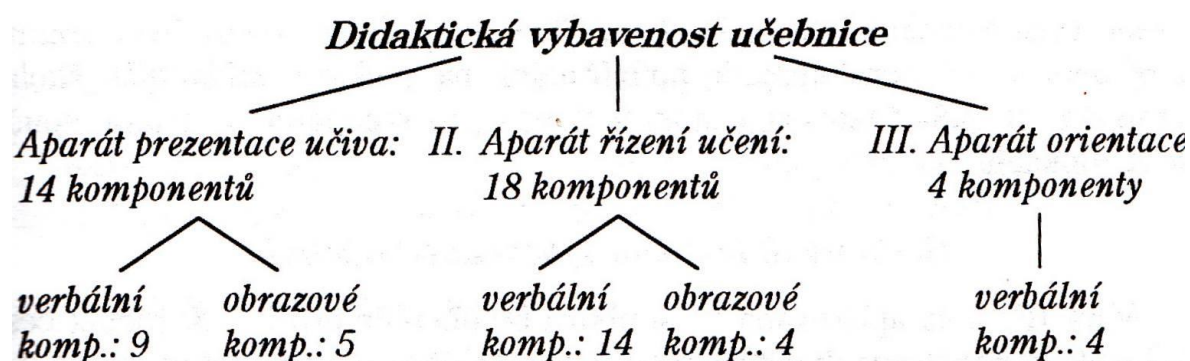 Didaktická vybavenost učebnice
Aparát prezentace učiva: II. Aparát řízení učení: III. Aparát orientace
14 komponentů 18 komponentů 4 komponenty
verbální obrazové verbální obrazové verbální
komp.: 9 komp.: 5 komp.: 14 komp.: 4 komp.: 4